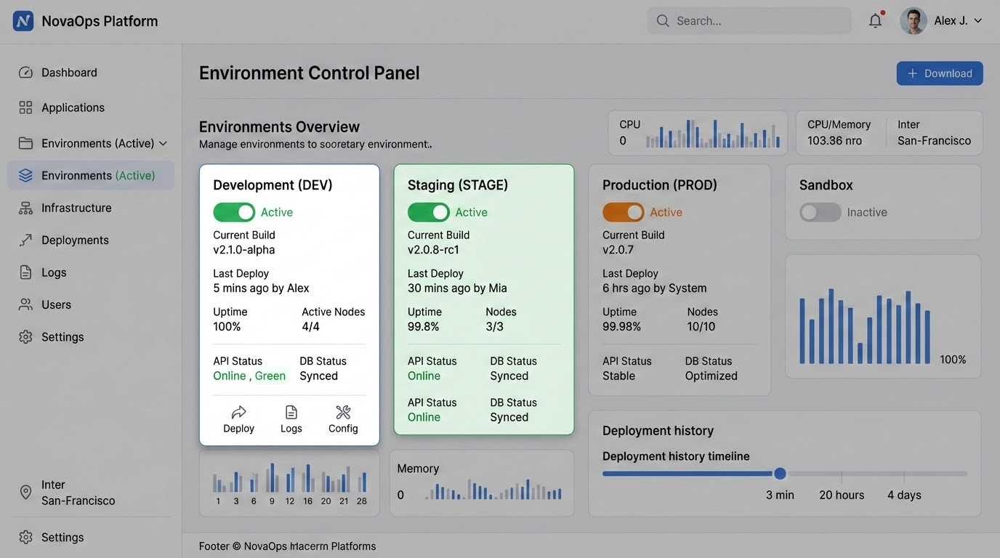 NovaOps Platform
Search...
Alex J.
Dashboard
Applications
Environments (Active)
Environments (Active)
Infrastructure
Deployments
Logs
Users
Settings
Inter
San-Francisco
Settings
Environment Control Panel
+ Download
Environments Overview
Manage environments to sooretary environment..
CPU
0
CPU/Memory
103.36 nro
Inter
San-Francisco
Development (DEV)
Active
Current Build
v2.1.0-alpha
Last Deploy
5 mins ago by Alex
Uptime Active Nodes
100% 4/4
API Status DB Status
Online , Green Synced
Deploy Logs Config
Staging (STAGE)
Active
Current Build
v2.0.8-rc1
Last Deploy
30 mins ago by Mia
Uptime Nodes
99.8% 3/3
API Status DB Status
Online Synced
API Status DB Status
Online Synced
Production (PROD)
Active
Current Build
v2.0.7
Last Deploy
6 hrs ago by System
Uptime Nodes
99.98% 10/10
API Status DB Status
Stable Optimized
Sandbox
Inactive
100%
1 3 6 9 12 16 20 21 28
Memory
0
Deployment history
Deployment history timeiine
3 min 20 hours 4 days
Footer © NovaOps Platforms